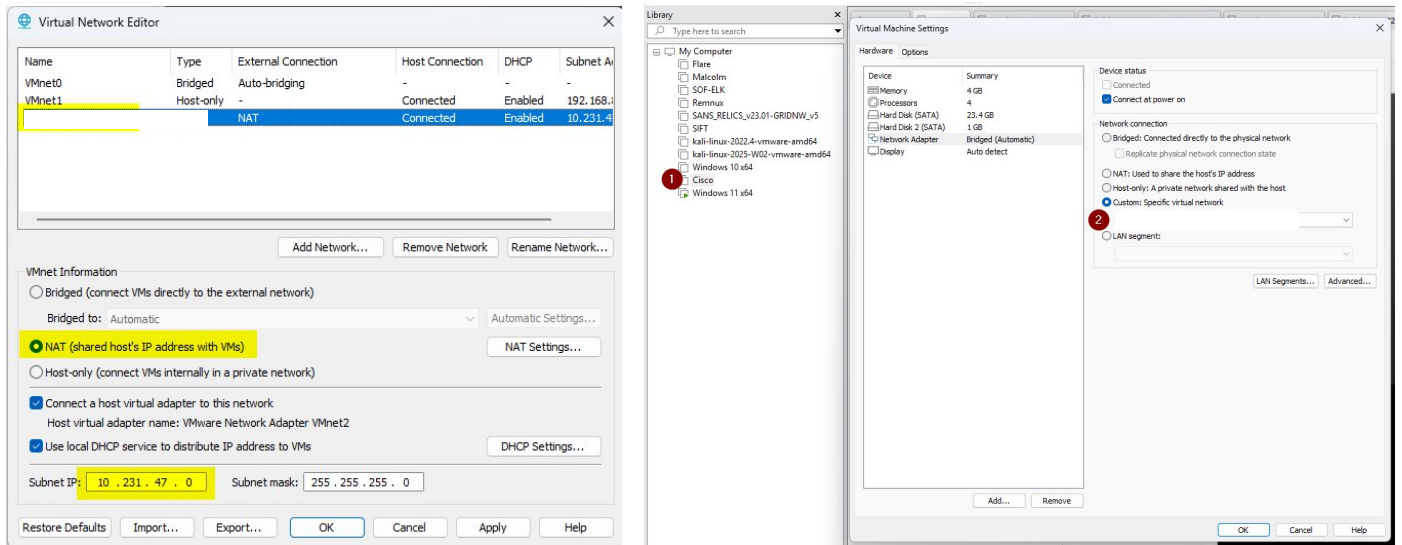 Virtual Network Editor
Name Type External Connection Host Connection DHCP Subnet A
VMnet0 Bridged Auto-bridging - - -
VMnet1 Host-only - Connected Enabled 192.168.
NAT Connected Enabled 10.231.4
Add Network... Remove Network Rename Network...
VMnet Information
Bridged (connect VMs directly to the external network)
Bridged to: Automatic Automatic Settings...
NAT (shared host's IP address with VMs) NAT Settings...
Host-only (connect VMs internally in a private network)
Connect a host virtual adapter to this network
Host virtual adapter name: VMware Network Adapter VMnet2
Use local DHCP service to distribute IP address to VMs DHCP Settings...
Subnet IP: 10 . 231 . 47 . 0 Subnet mask: 255 . 255 . 255 . 0
Restore Defaults Import... Export... OK Cancel Apply Help
Library
Type here to search
My Computer
Flare
Malcolm
SOF-ELK
Remnux
SANS_RELICS_v23.01-GRIDNW_v5
SIFT
kali-linux-2022.4-vmware-amd64
kali-linux-2025-W02-vmware-amd64
Windows 10 x64
1 Cisco
Windows 11 x64
Virtual Machine Settings
Hardware Options
Device Summary
Memory 4 GB
Processors 4
Hard Disk (SATA) 23.4 GB
Hard Disk 2 (SATA) 1 GB
Network Adapter Bridged (Automatic)
Display Auto detect
Add... Remove
Device status
Connected
Connect at power on
Network connection
Bridged: Connected directly to the physical network
Replicate physical network connection state
NAT: Used to share the host's IP address
Host-only: A private network shared with the host
Custom: Specific virtual network
2
LAN segment:
LAN Segments... Advanced...
OK Cancel Help